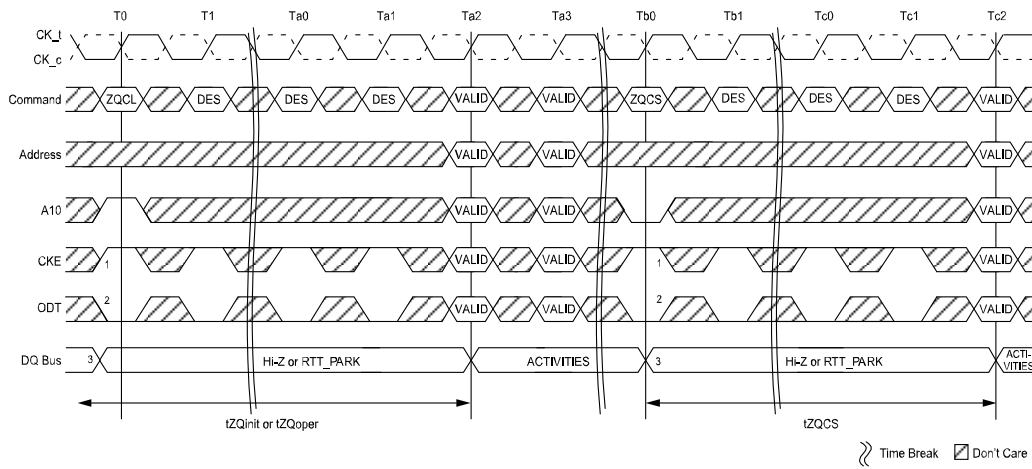 T0 T1 Ta0 Ta1 Ta2 Ta3 Tb0 Tb1 Tc0 Tc1 Tc2
CK_t
CK_c
Command ZQCL DES DES DES VALID VALID ZQCS DES DES DES VALID
Address VALID VALID VALID
A10 VALID VALID VALID
CKE 1 VALID VALID 1 VALID
ODT 2 VALID VALID 2 VALID
DQ Bus 3 Hi-Z or RTT_PARK ACTIVITIES 3 Hi-Z or RTT_PARK ACTI-
VITIES
tZQinit or tZQoper tZQCS
Time Break Don't Care